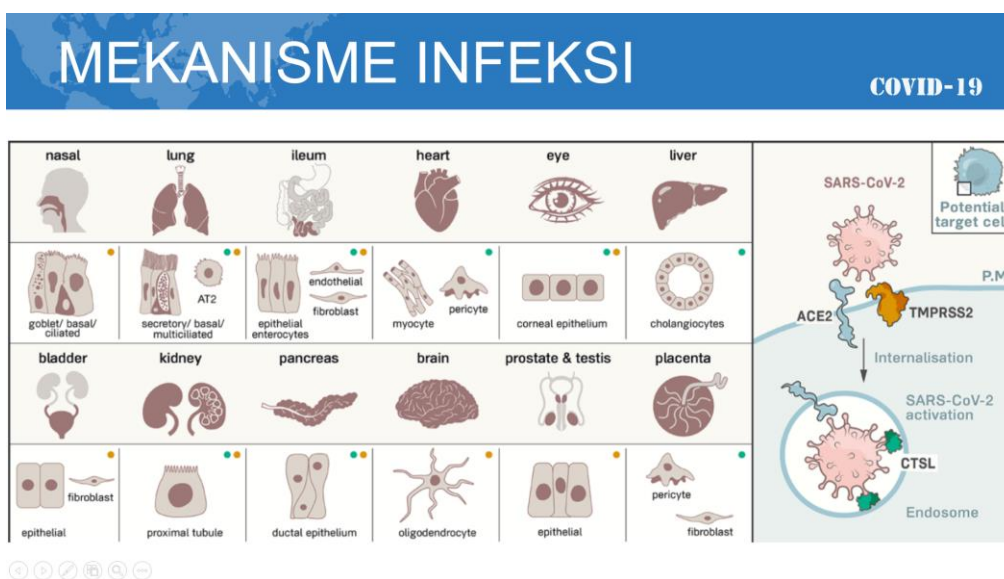 MEKANISME INFEKSI
COVID-19
nasal
lung
ileum
heart
eye
liver
goblet/ basal/
ciliated
AT2
secretory/ basal/
multiciliated
endothelial
fibroblast
epithelial
enterocytes
myocyte
pericyte
corneal epithelium
cholangiocytes
bladder
kidney
pancreas
brain
prostate & testis
placenta
fibroblast
epithelial
proximal tubule
ductal epithelium
oligodendrocyte
epithelial
pericyte
fibroblast
SARS-CoV-2
Potential
target cel
P.M
ACE2
TMPRSS2
Internalisation
SARS-CoV-2
activation
CTSL
Endosome